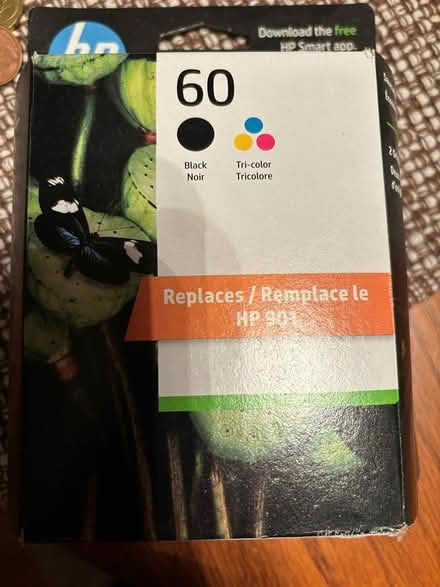 hp
Download the free
HP Smart app.
60
Black
Noir
Tri-color
Tricolore
Replaces / Remplace le
HP 901